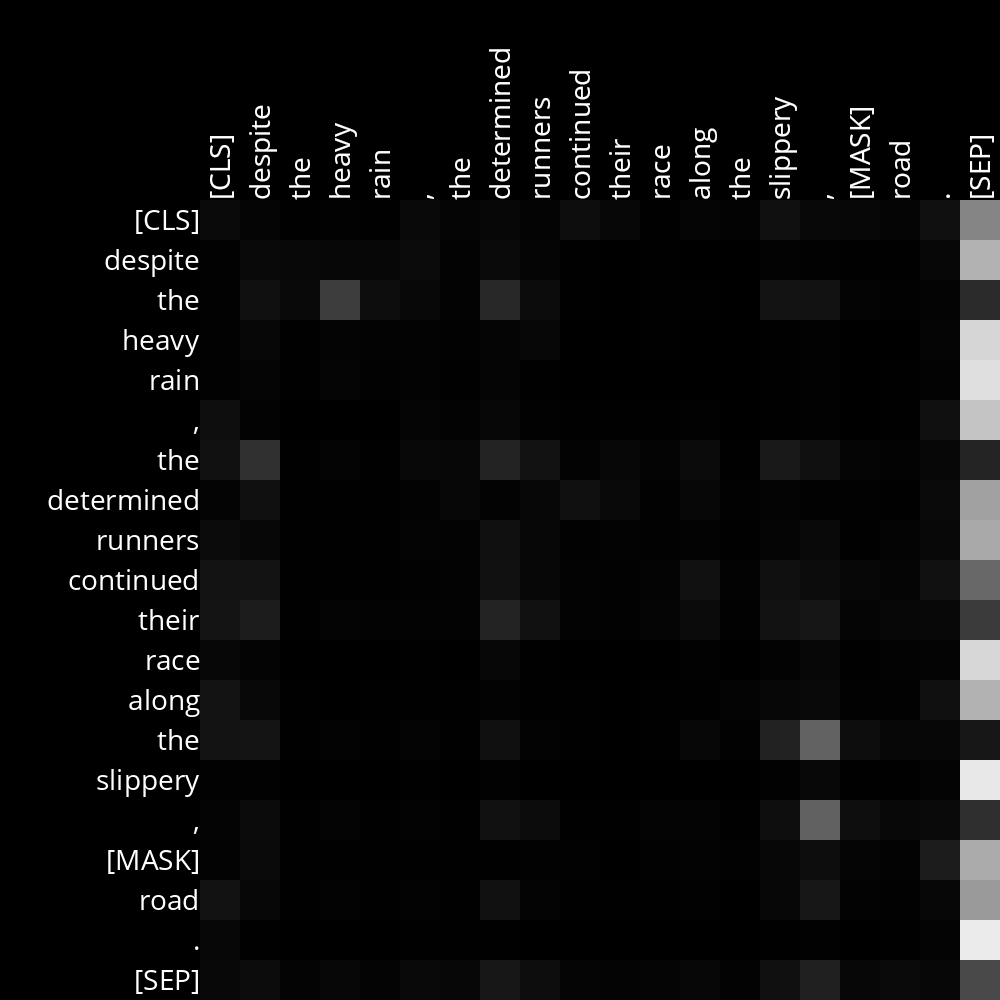 [CLS] despite the heavy rain , the determined runners continued their race along the slippery , [MASK] road . [SEP]
[CLS]
despite
the
heavy
rain
,
the
determined
runners
continued
their
race
along
the
slippery
,
[MASK]
road
.
[SEP]